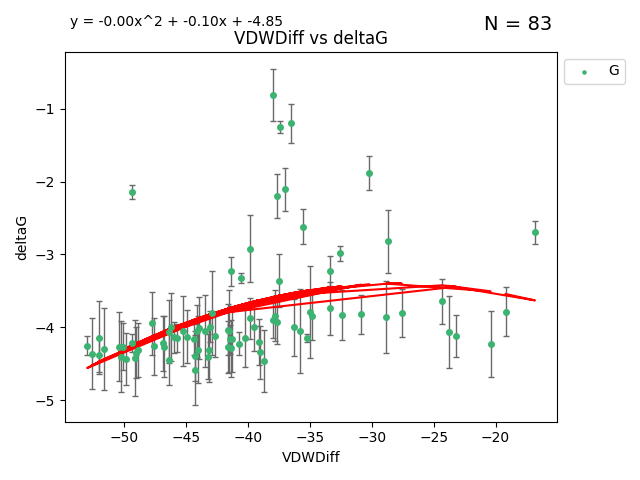 y = -0.00x^2 + -0.10x + -4.85
N = 83
VDWDiff vs deltaG
G
−1
−2
−3
−4
−5
deltaG
−50 −45 −40 −35 −30 −25 −20
VDWDiff